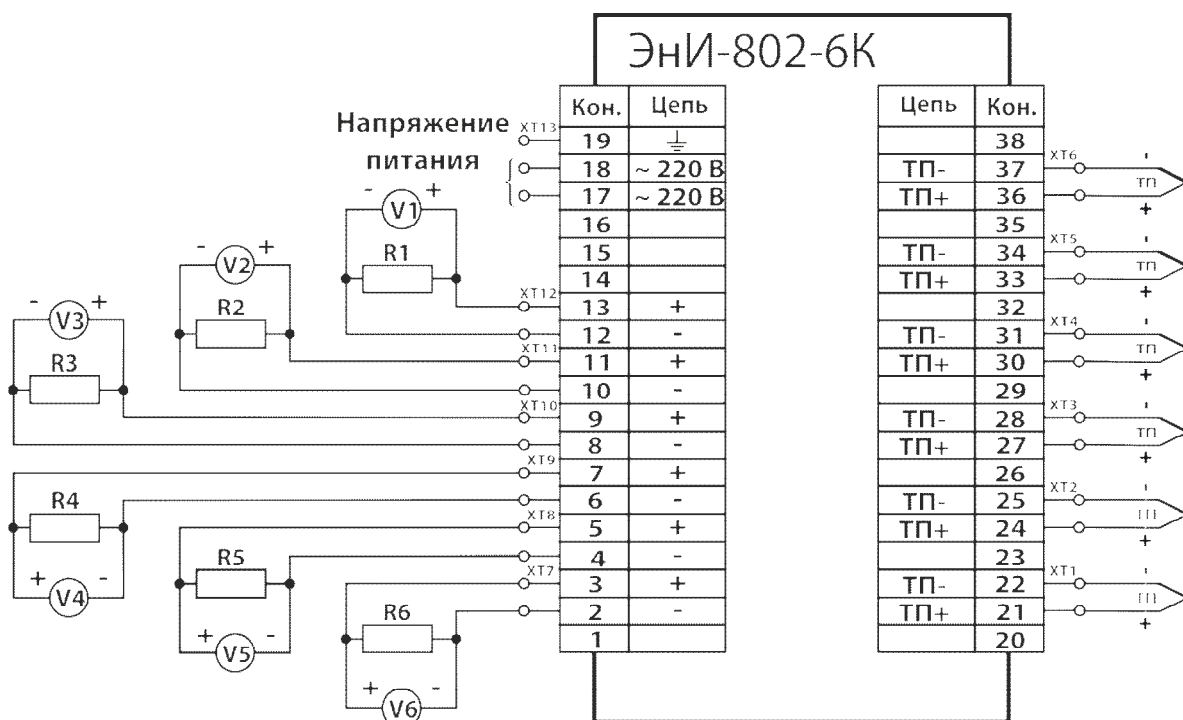 ЭнИ-802-6К
Кон. Цепь
Напряжение питания
XT13 19
18 ~ 220 В
17 ~ 220 В
16
15
14
XT12 13 +
12 -
XT11 11 +
10 -
XT10 9 +
8 -
XT9 7 +
6 -
XT8 5 +
4 -
XT7 3 +
2 -
1
- V1 +
R1
- V2 +
R2
- V3 +
R3
R4
+ V4 -
R5
+ V5 -
R6
+ V6 -
Цепь Кон.
38
ТП- 37 XT6 -
ТП
ТП+ 36 +
35
ТП- 34 XT5 -
ТП
ТП+ 33 +
32
ТП- 31 XT4 -
ТП
ТП+ 30 +
29
ТП- 28 XT3 -
ТП
ТП+ 27 +
26
ТП- 25 XT2 -
ТП
ТП+ 24 +
23
ТП- 22 XT1 -
ТП
ТП+ 21 +
20